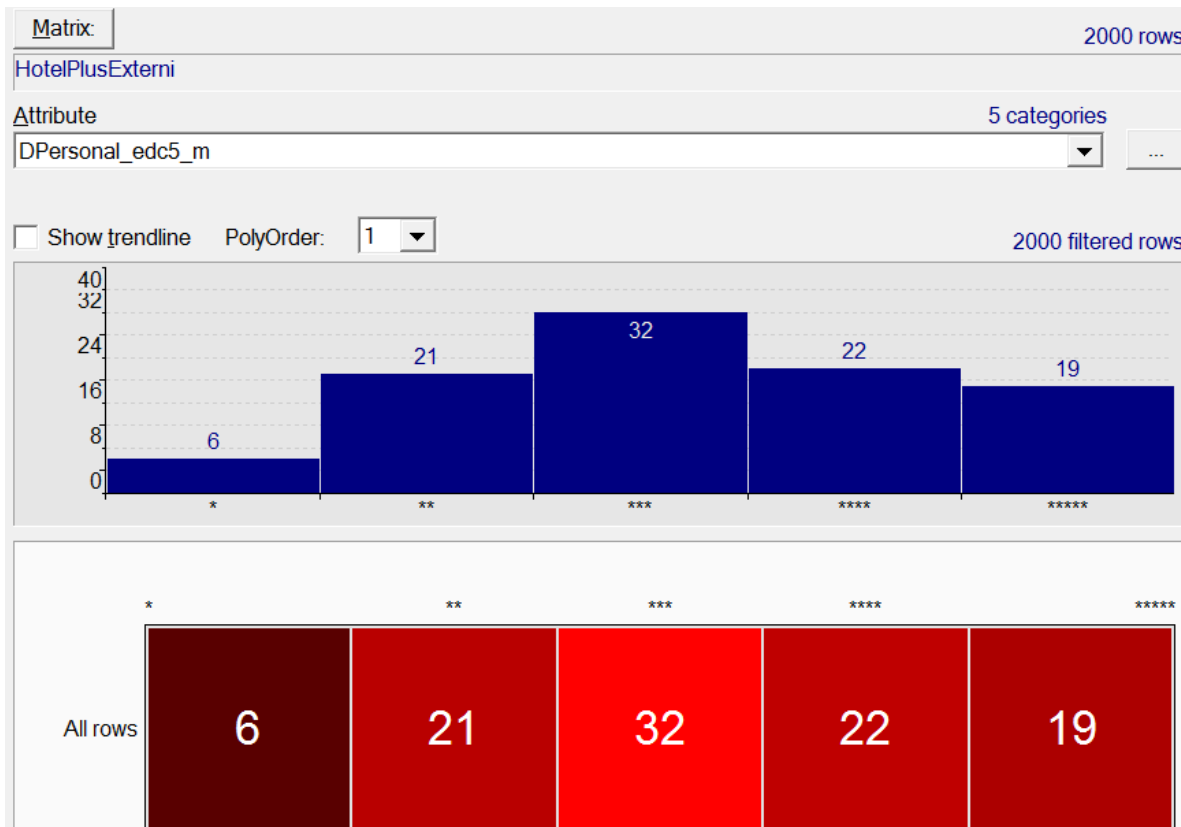 Matrix:
2000 rows
HotelPlusExterni
Attribute
5 categories
DPersonal_edc5_m
...
Show trendline PolyOrder: 1
2000 filtered rows
40
32
24
16
8
0
6
21
32
22
19
* ** *** **** *****
* ** *** **** *****
All rows 6 21 32 22 19